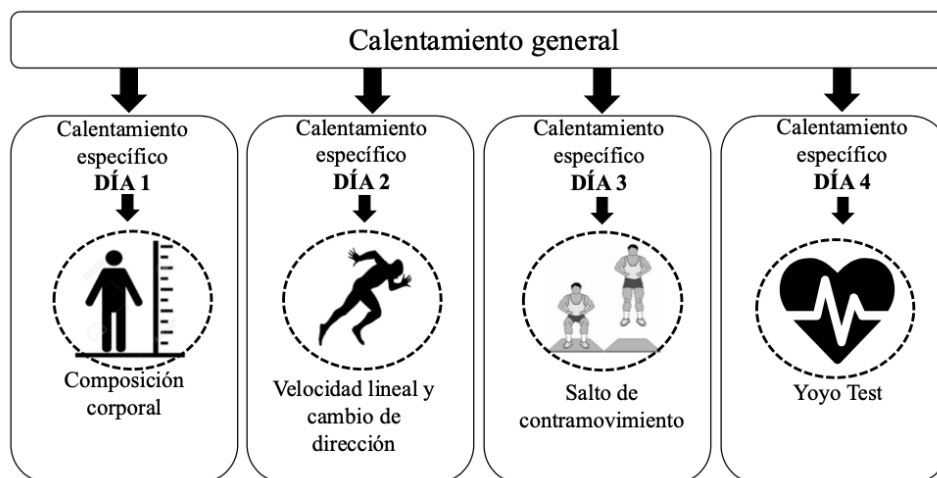 Calentamiento general
Calentamiento
específico
DÍA 1
Composición
corporal
Calentamiento
específico
DÍA 2
Velocidad lineal y
cambio de
dirección
Calentamiento
específico
DÍA 3
Salto de
contramovimiento
Calentamiento
específico
DÍA 4
Yoyo Test